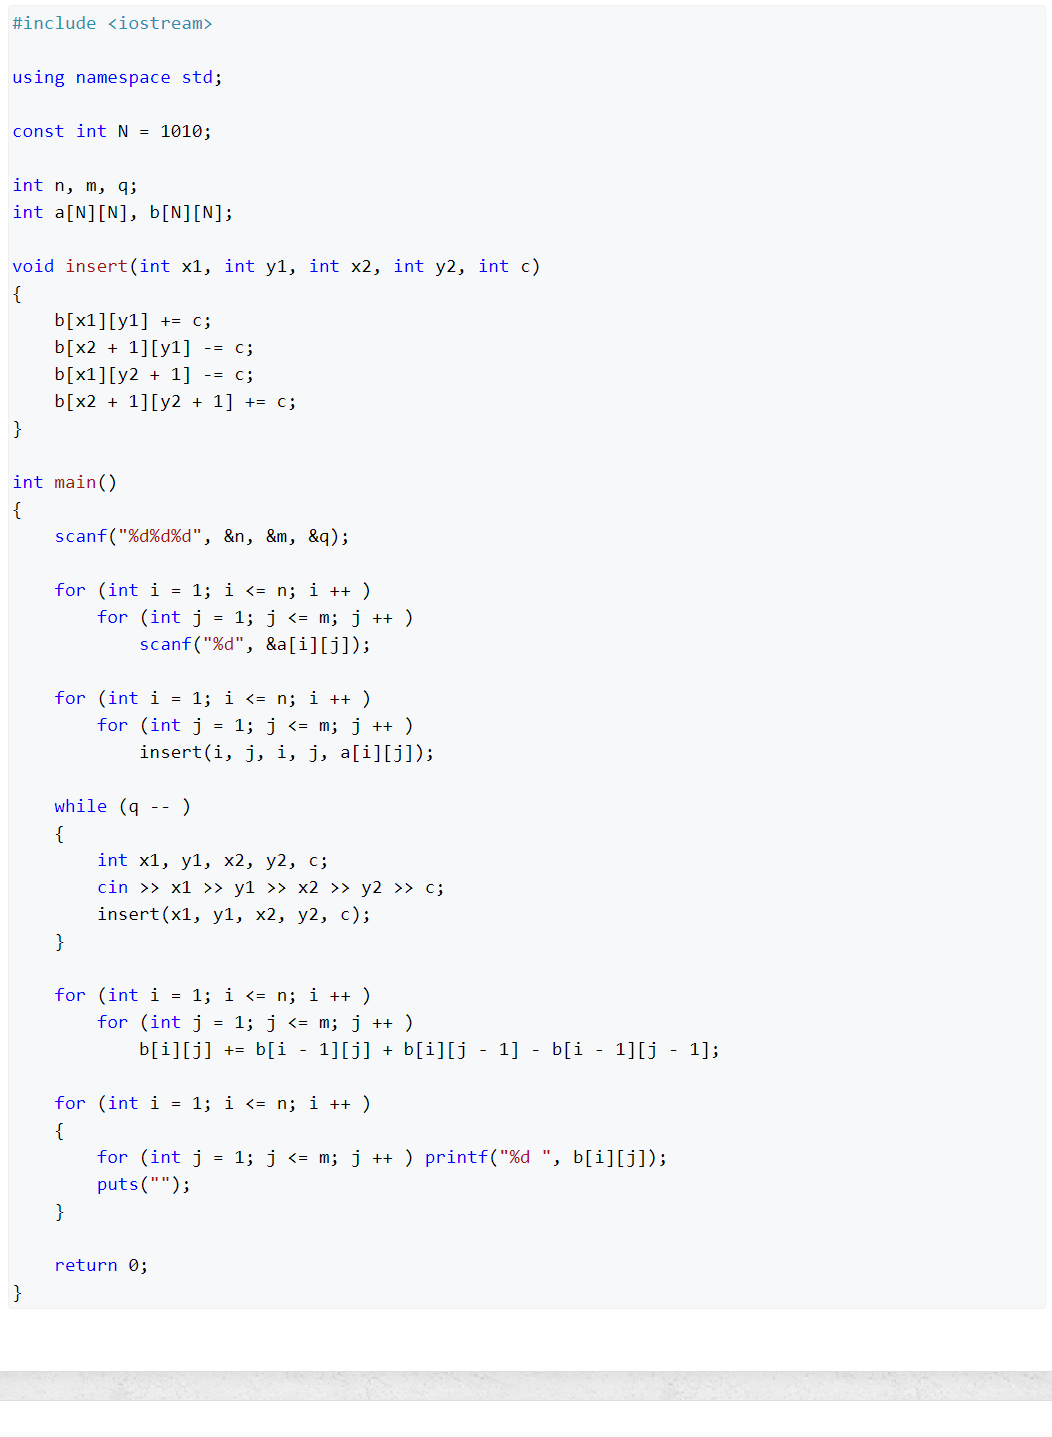 #include <iostream>
using namespace std;
const int N = 1010;
int n, m, q;
int a[N][N], b[N][N];
void insert(int x1, int y1, int x2, int y2, int c)
{
    b[x1][y1] += c;
    b[x2 + 1][y1] -= c;
    b[x1][y2 + 1] -= c;
    b[x2 + 1][y2 + 1] += c;
}
int main()
{
    scanf("%d%d%d", &n, &m, &q);
    for (int i = 1; i <= n; i ++ )
        for (int j = 1; j <= m; j ++ )
            scanf("%d", &a[i][j]);
    for (int i = 1; i <= n; i ++ )
        for (int j = 1; j <= m; j ++ )
            insert(i, j, i, j, a[i][j]);
    while (q -- )
    {
        int x1, y1, x2, y2, c;
        cin >> x1 >> y1 >> x2 >> y2 >> c;
        insert(x1, y1, x2, y2, c);
    }
    for (int i = 1; i <= n; i ++ )
        for (int j = 1; j <= m; j ++ )
            b[i][j] += b[i - 1][j] + b[i][j - 1] - b[i - 1][j - 1];
    for (int i = 1; i <= n; i ++ )
    {
        for (int j = 1; j <= m; j ++ ) printf("%d ", b[i][j]);
        puts("");
    }
    return 0;
}